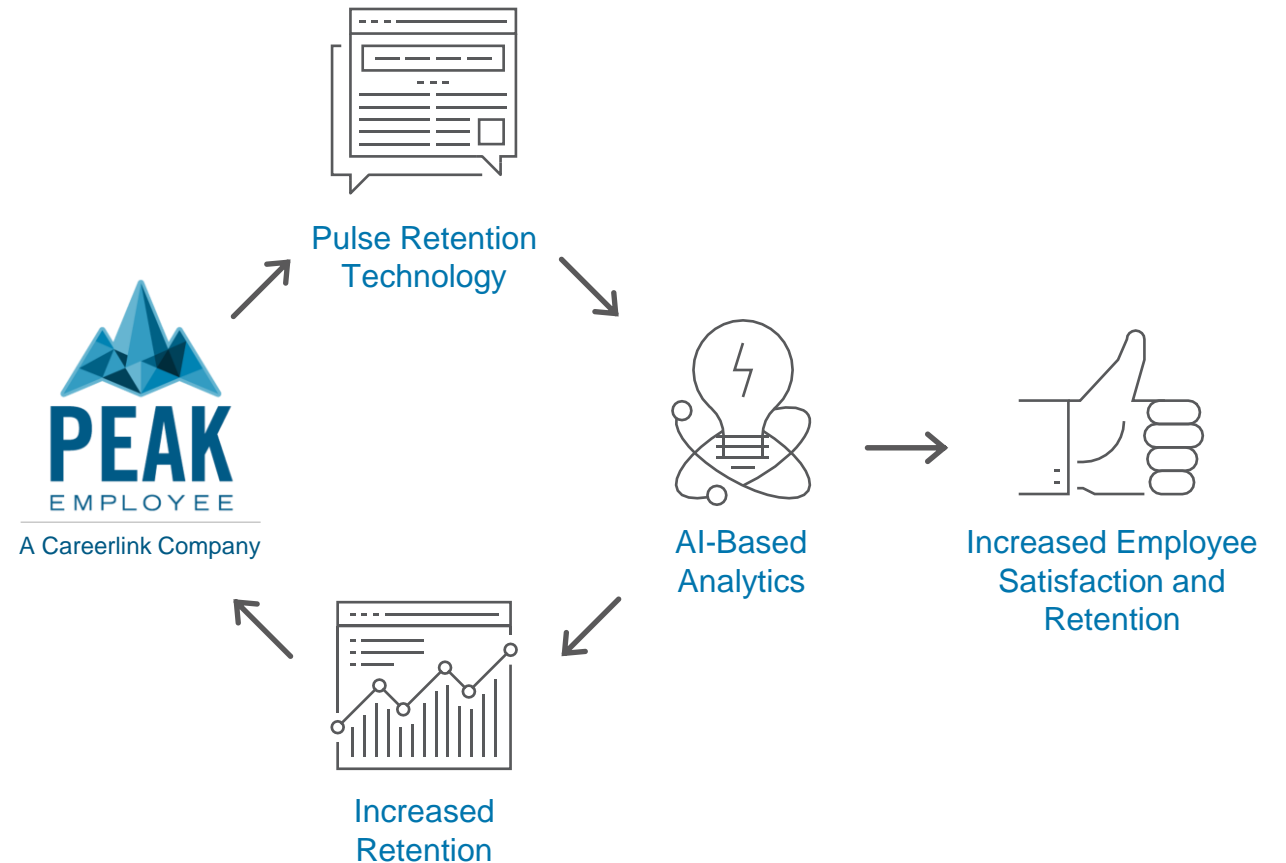 Pulse Retention
Technology
PEAK
EMPLOYEE
A Careerlink Company
AI-Based
Analytics
Increased Employee
Satisfaction and
Retention
Increased
Retention